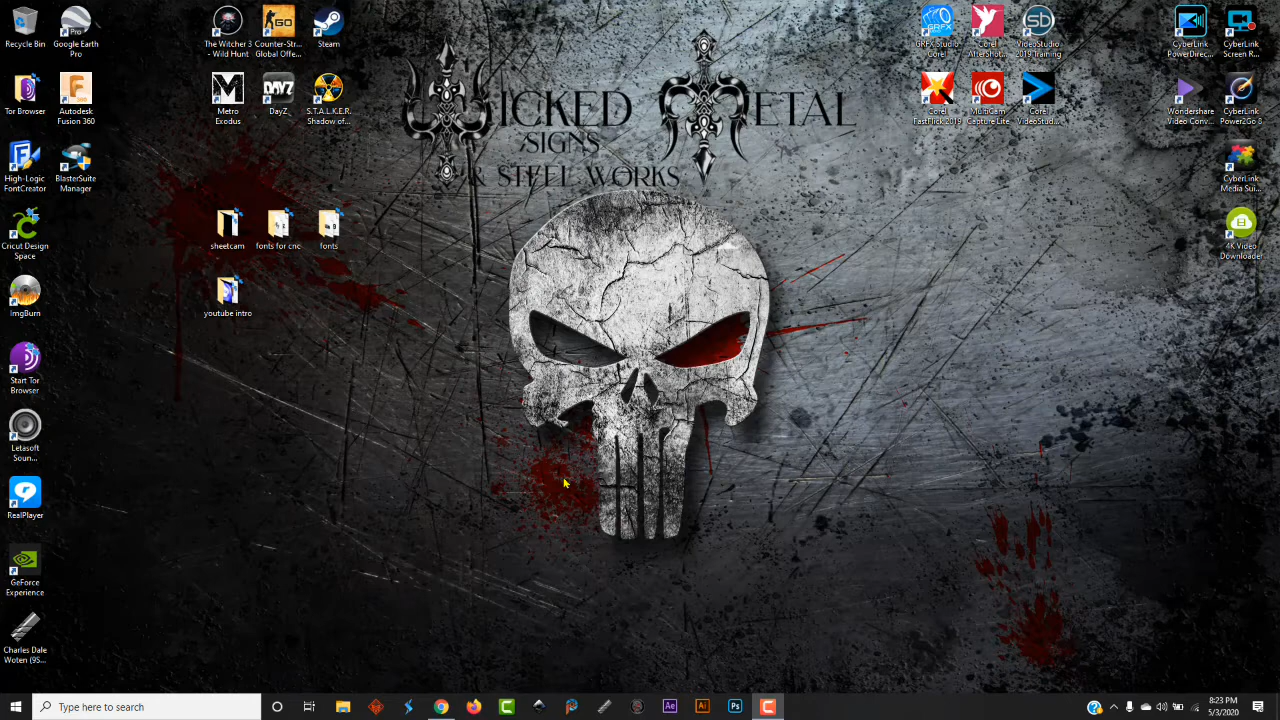 Recycle Bin
Google Earth
Pro
The Witcher 3
- Wild Hunt
Counter-Str...
Global Offe...
Steam
GRFX Studio
Corel
Corel
AfterShot...
VideoStudio
2019 Training
CyberLink
PowerDirec...
CyberLink
Screen R...
Tor Browser
Autodesk
Fusion 360
Metro
Exodus
DayZ
S.T.A.L.K.E.R.
Shadow of...
Corel
FastFlick 2019
MultiCam
Capture Lite
Corel
VideoStud...
Wondershare
Video Conv...
CyberLink
Power2Go 8
WICKED METAL
SIGNS
& STEEL WORKS
High-Logic
FontCreator
BlasterSuite
Manager
CyberLink
Media Sui...
Cricut Design
Space
sheetcam
fonts for cnc
fonts
4K Video
Downloader
ImgBurn
youtube intro
Start Tor
Browser
Letasoft
Soun...
RealPlayer
GeForce
Experience
Charles Dale
Woten (9S...
Type here to search
8:23 PM
5/3/2020